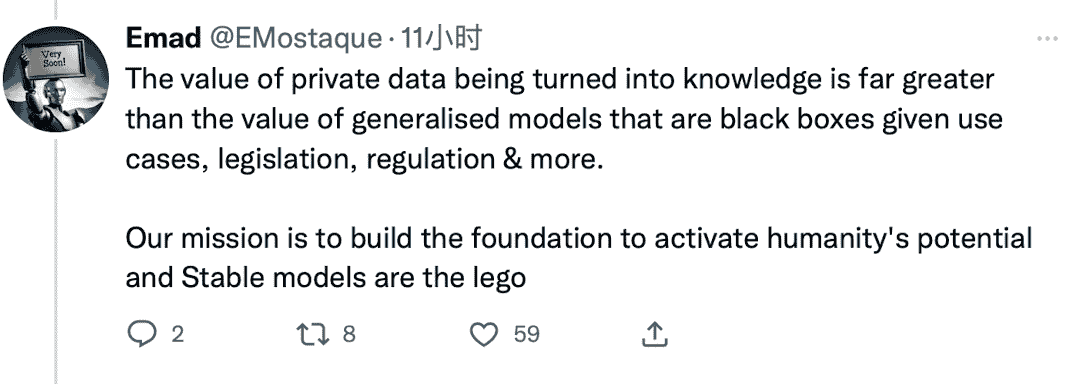 Emad @EMostaque · 11小时
Very
Soon!
The value of private data being turned into knowledge is far greater
than the value of generalised models that are black boxes given use
cases, legislation, regulation & more.
Our mission is to build the foundation to activate humanity's potential
and Stable models are the lego
2 8 59